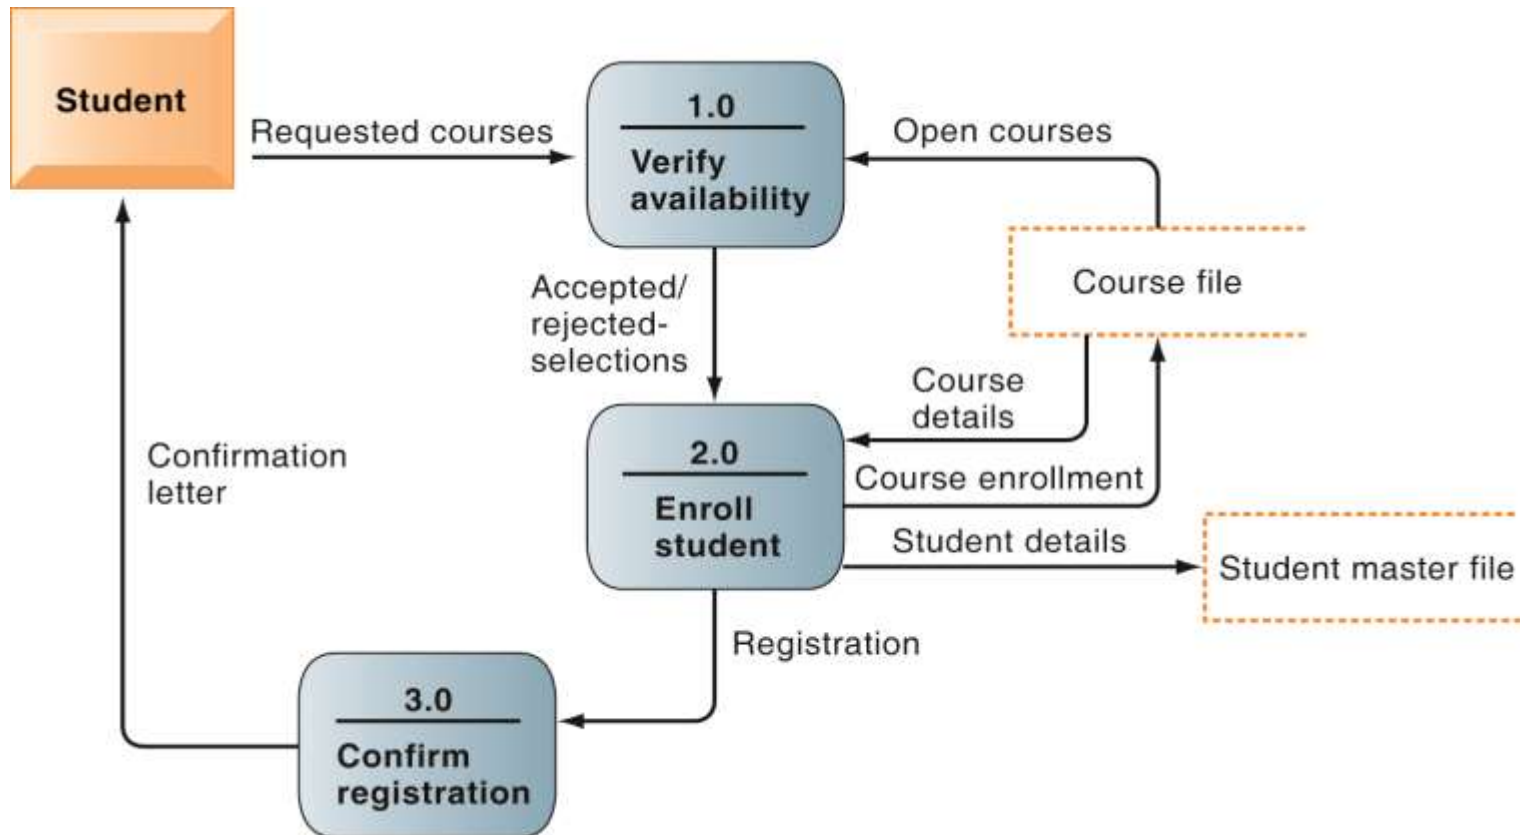 Student
Requested courses
1.0
Verify
availability
Open courses
Course file
Accepted/
rejected-
selections
Course
details
2.0
Enroll
student
Course enrollment
Student details
Student master file
Confirmation
letter
Registration
3.0
Confirm
registration